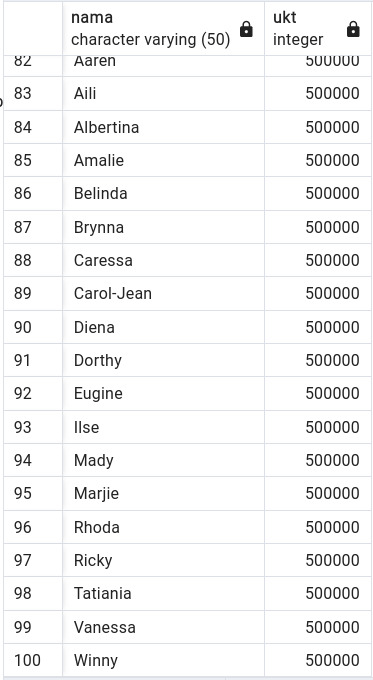 nama
character varying (50)
ukt
integer
82 Aaren 500000
83 Aili 500000
84 Albertina 500000
85 Amalie 500000
86 Belinda 500000
87 Brynna 500000
88 Caressa 500000
89 Carol-Jean 500000
90 Diena 500000
91 Dorthy 500000
92 Eugine 500000
93 Ilse 500000
94 Mady 500000
95 Marjie 500000
96 Rhoda 500000
97 Ricky 500000
98 Tatiania 500000
99 Vanessa 500000
100 Winny 500000